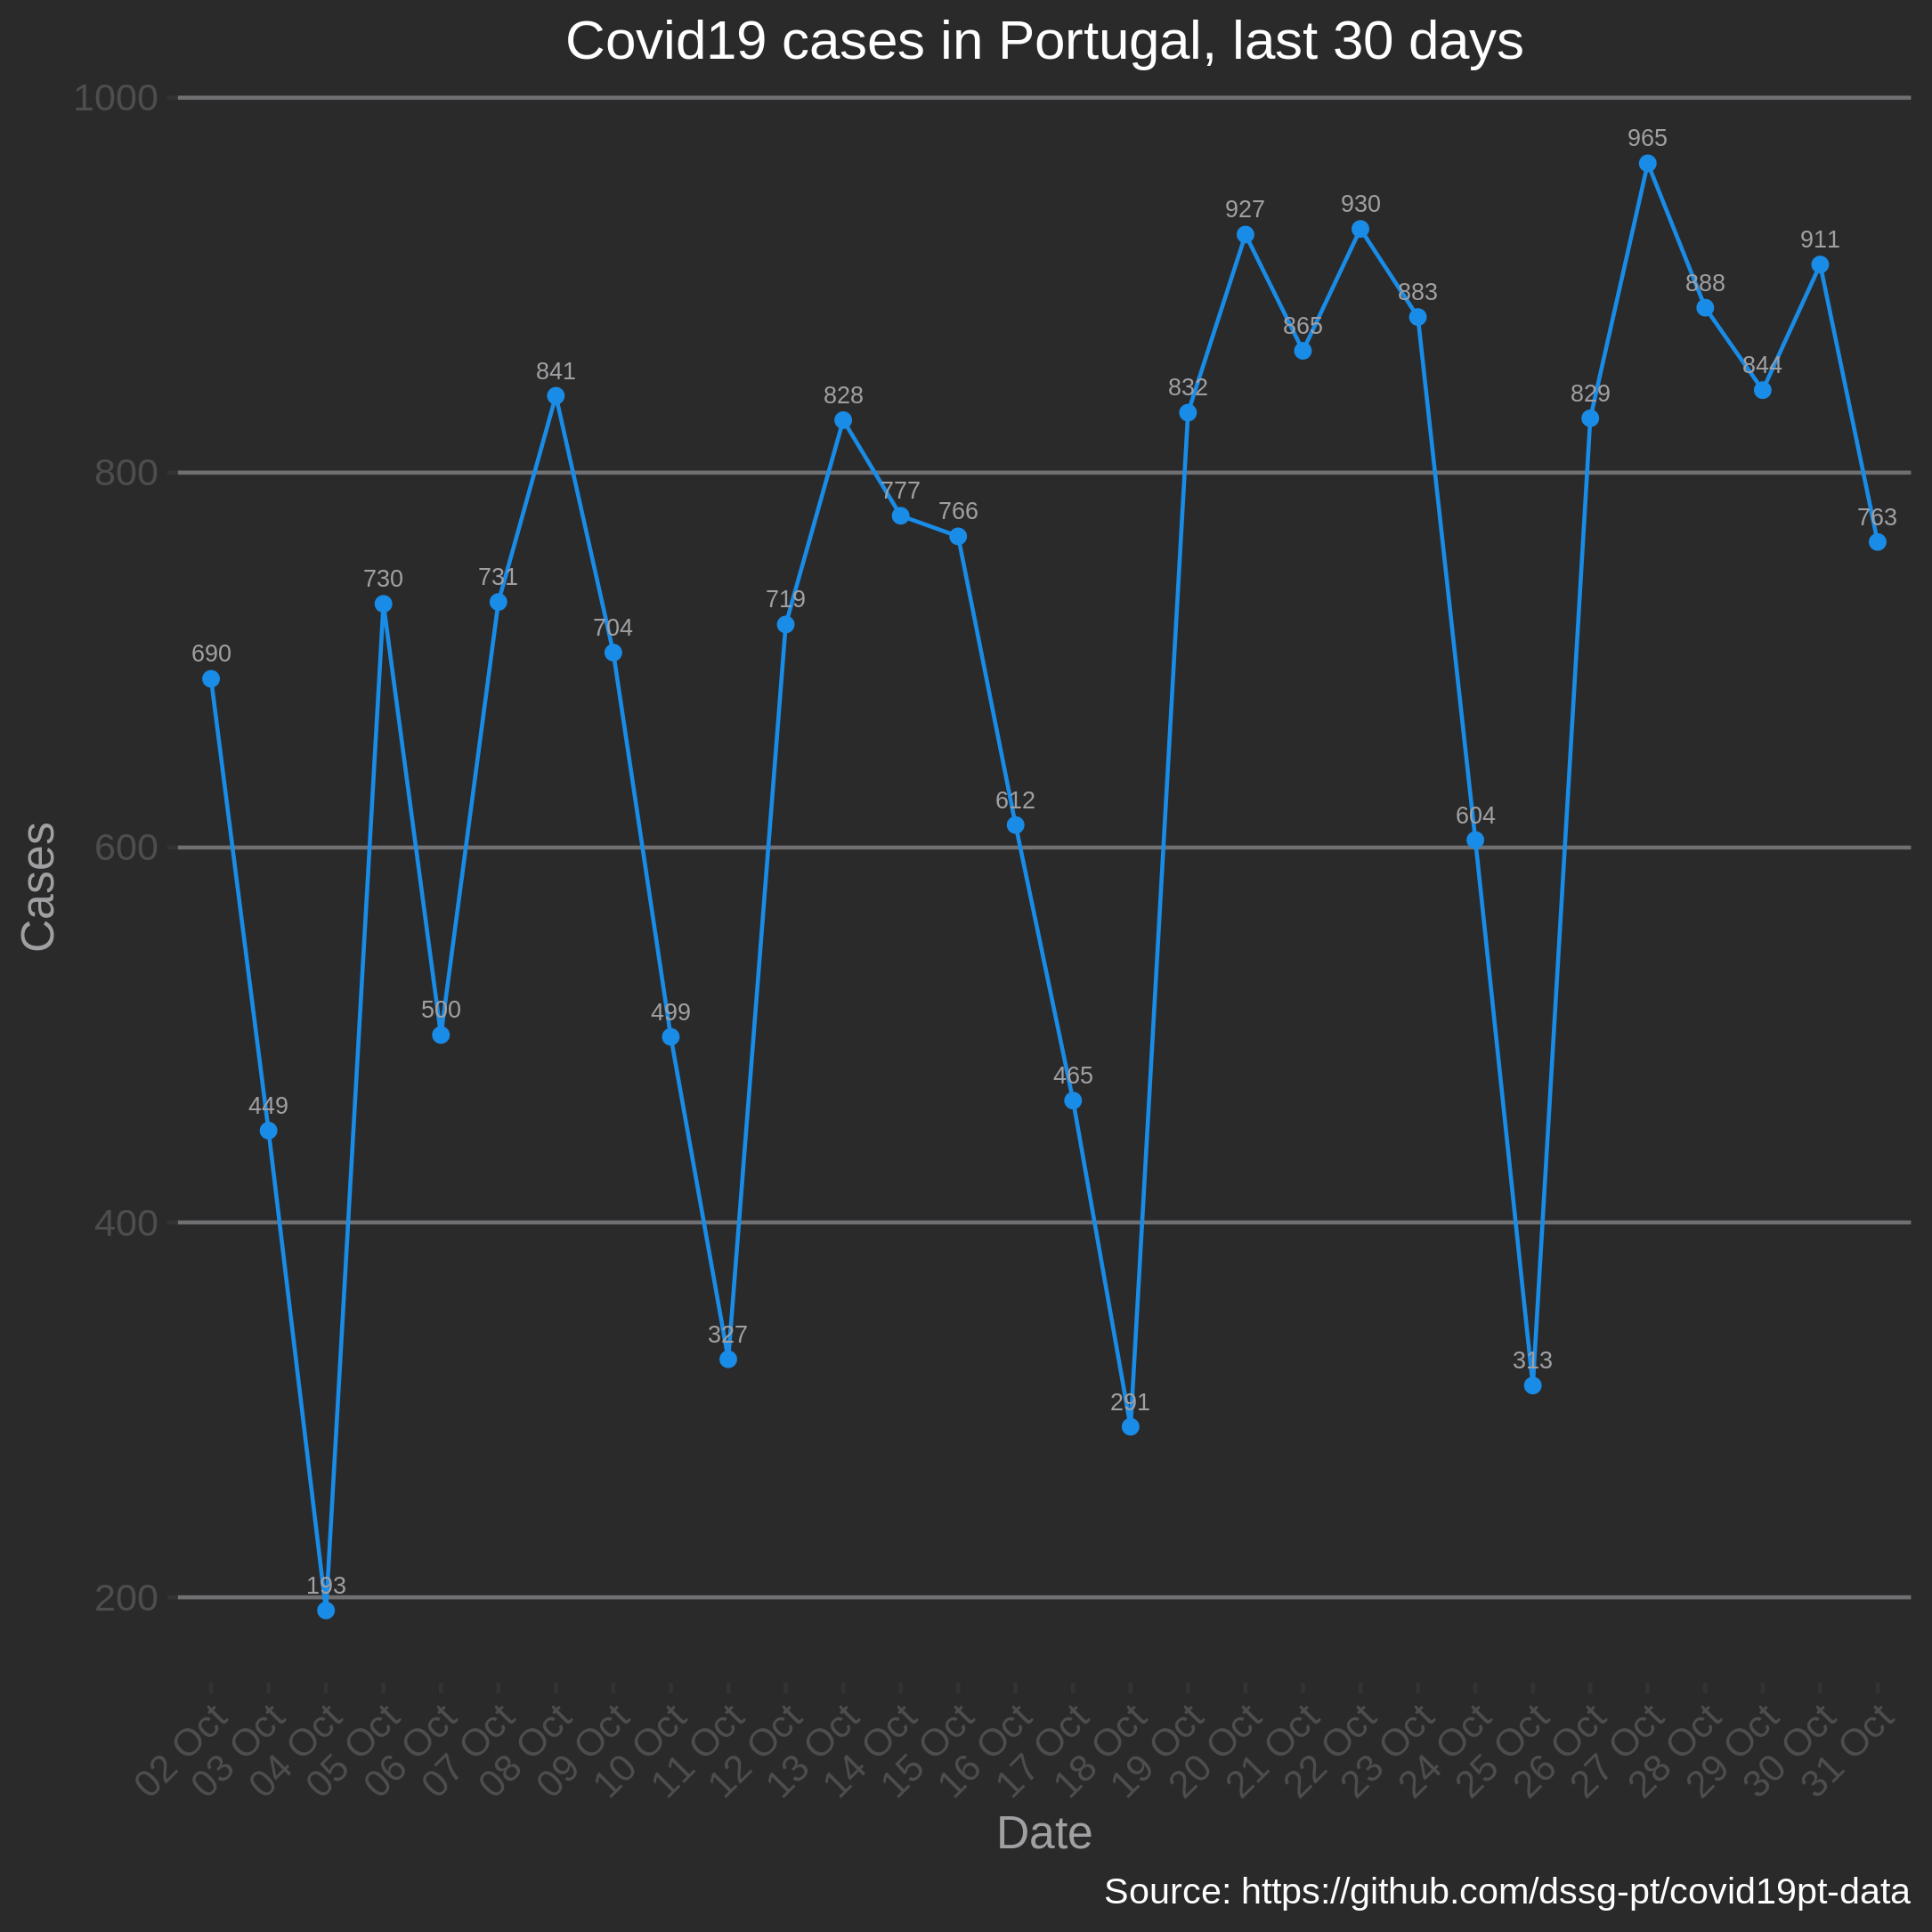 Covid19 cases in Portugal, last 30 days
1000
800
600
400
200
Cases
690
449
193
730
500
731
841
704
499
327
719
828
777
766
612
465
291
832
927
865
930
883
604
313
829
965
888
844
911
763
02 Oct
03 Oct
04 Oct
05 Oct
06 Oct
07 Oct
08 Oct
09 Oct
10 Oct
11 Oct
12 Oct
13 Oct
14 Oct
15 Oct
16 Oct
17 Oct
18 Oct
19 Oct
20 Oct
21 Oct
22 Oct
23 Oct
24 Oct
25 Oct
26 Oct
27 Oct
28 Oct
29 Oct
30 Oct
31 Oct
Date
Source: https://github.com/dssg-pt/covid19pt-data